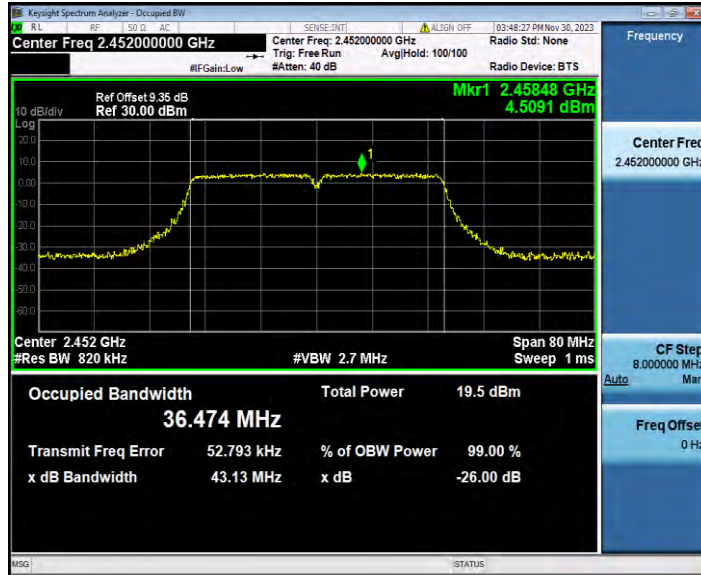 Keysight Spectrum Analyzer - Occupied BW
RL RF 50 Ω AC SENSE:INT ALIGN OFF 03:48:27 PM Nov 30, 2023
Center Freq 2.452000000 GHz
Center Freq: 2.452000000 GHz
Radio Std: None
Trig: Free Run Avg|Hold: 100/100
#IFGain:Low
#Atten: 40 dB
Radio Device: BTS
Frequency
Mkr1 2.45848 GHz
4.5091 dBm
Ref Offset 9.35 dB
10 dB/div Ref 30.00 dBm
Log
20.0
10.0
0.00
-10.0
-20.0
-30.0
-40.0
-50.0
-60.0
1
Center 2.452 GHz Span 80 MHz
#Res BW 820 kHz #VBW 2.7 MHz Sweep 1 ms
Occupied Bandwidth Total Power 19.5 dBm
36.474 MHz
Transmit Freq Error 52.793 kHz % of OBW Power 99.00 %
x dB Bandwidth 43.13 MHz x dB -26.00 dB
Center Freq
2.452000000 GHz
CF Step
8.000000 MHz
Auto Man
Freq Offset
0 Hz
MSG STATUS